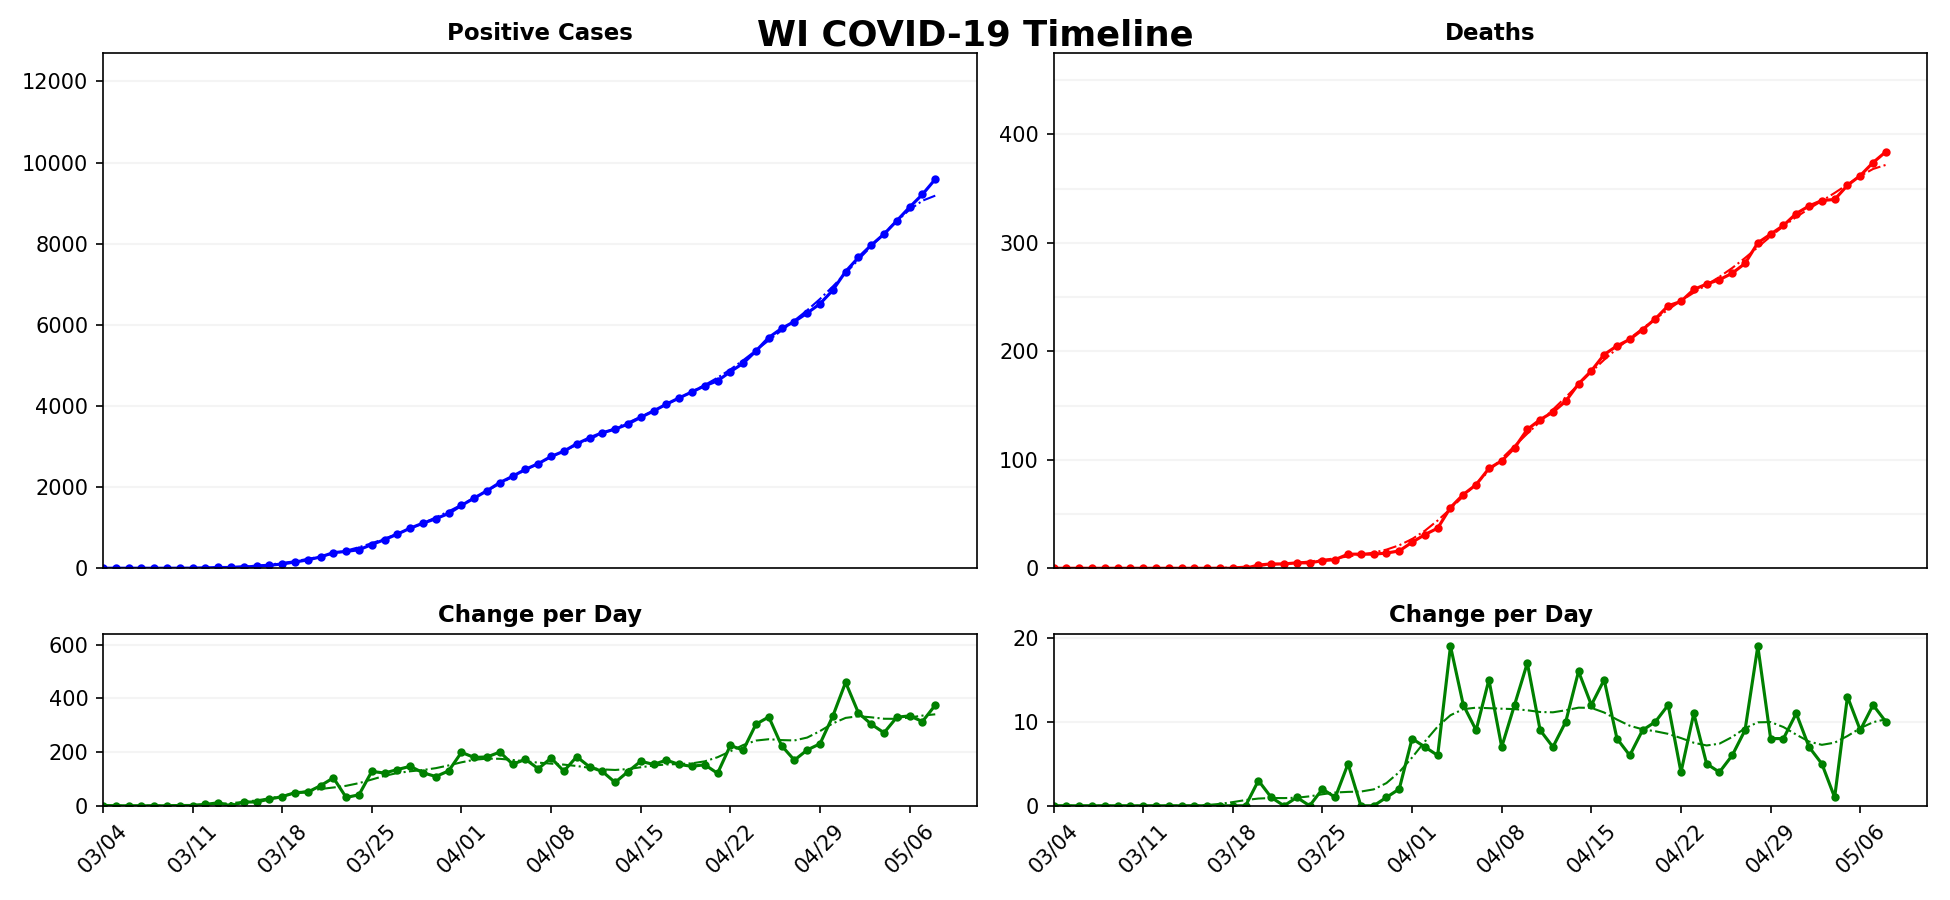 WI COVID-19 Timeline
Positive Cases
12000
10000
8000
6000
4000
2000
0
Deaths
400
300
200
100
0
Change per Day
600
400
200
0
03/04 03/11 03/18 03/25 04/01 04/08 04/15 04/22 04/29 05/06
Change per Day
20
10
0
03/04 03/11 03/18 03/25 04/01 04/08 04/15 04/22 04/29 05/06